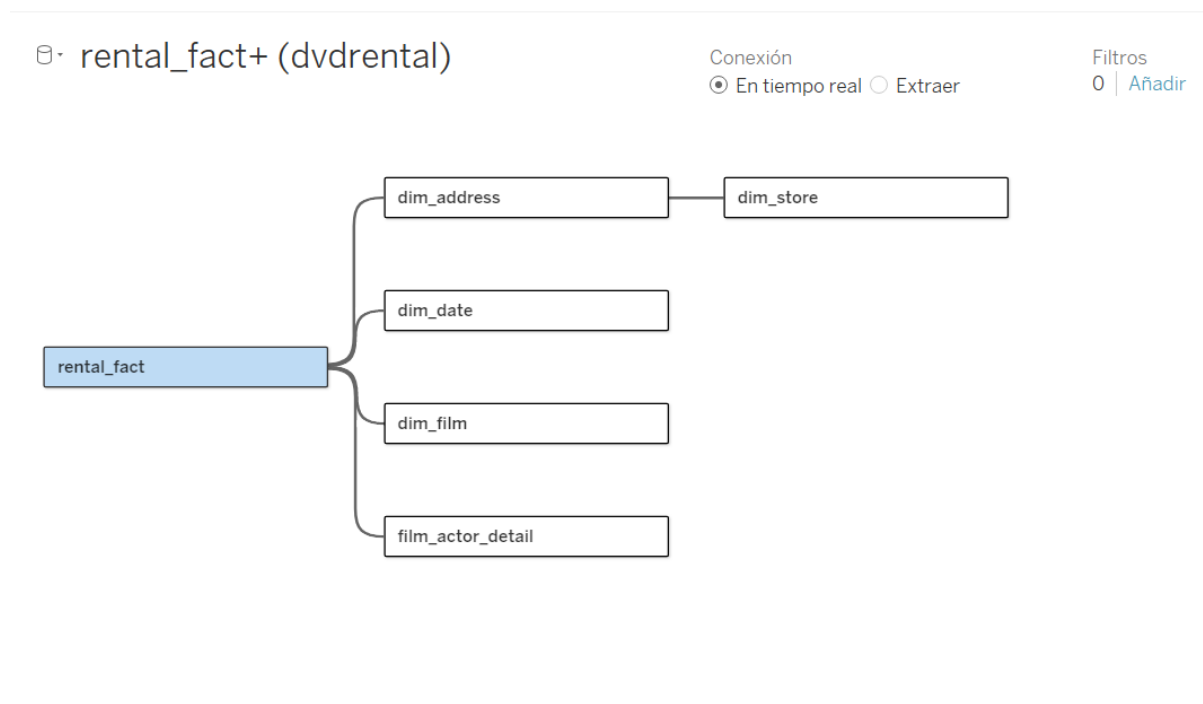 rental_fact+ (dvdrental)
Conexión
En tiempo real Extraer
Filtros
0 Añadir
dim_address
dim_store
dim_date
rental_fact
dim_film
film_actor_detail